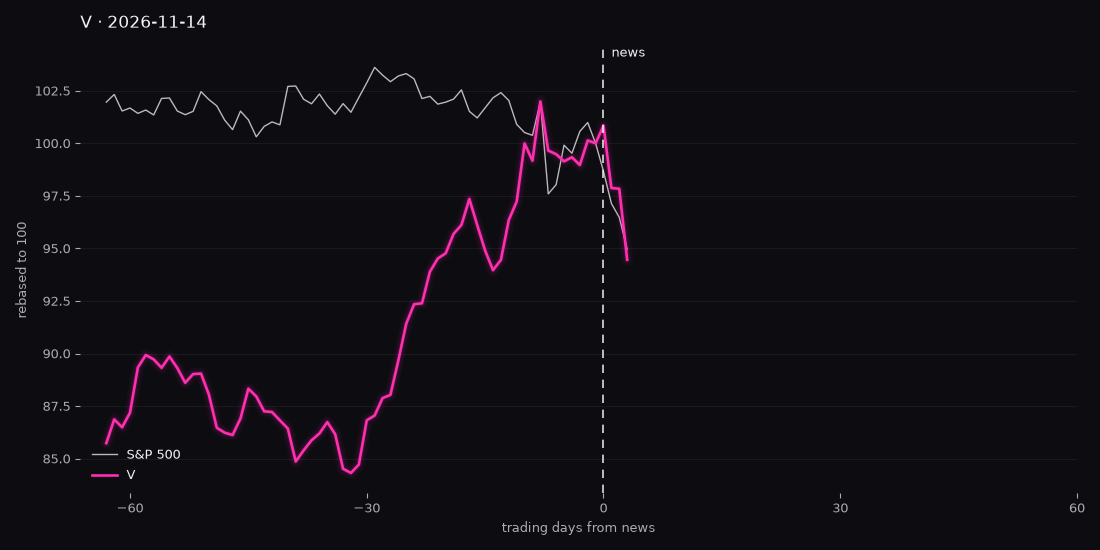 V · 2026-11-14
news
102.5
100.0
97.5
95.0
92.5
90.0
87.5
85.0
rebased to 100
S&P 500
V
−60
−30
0
30
60
trading days from news